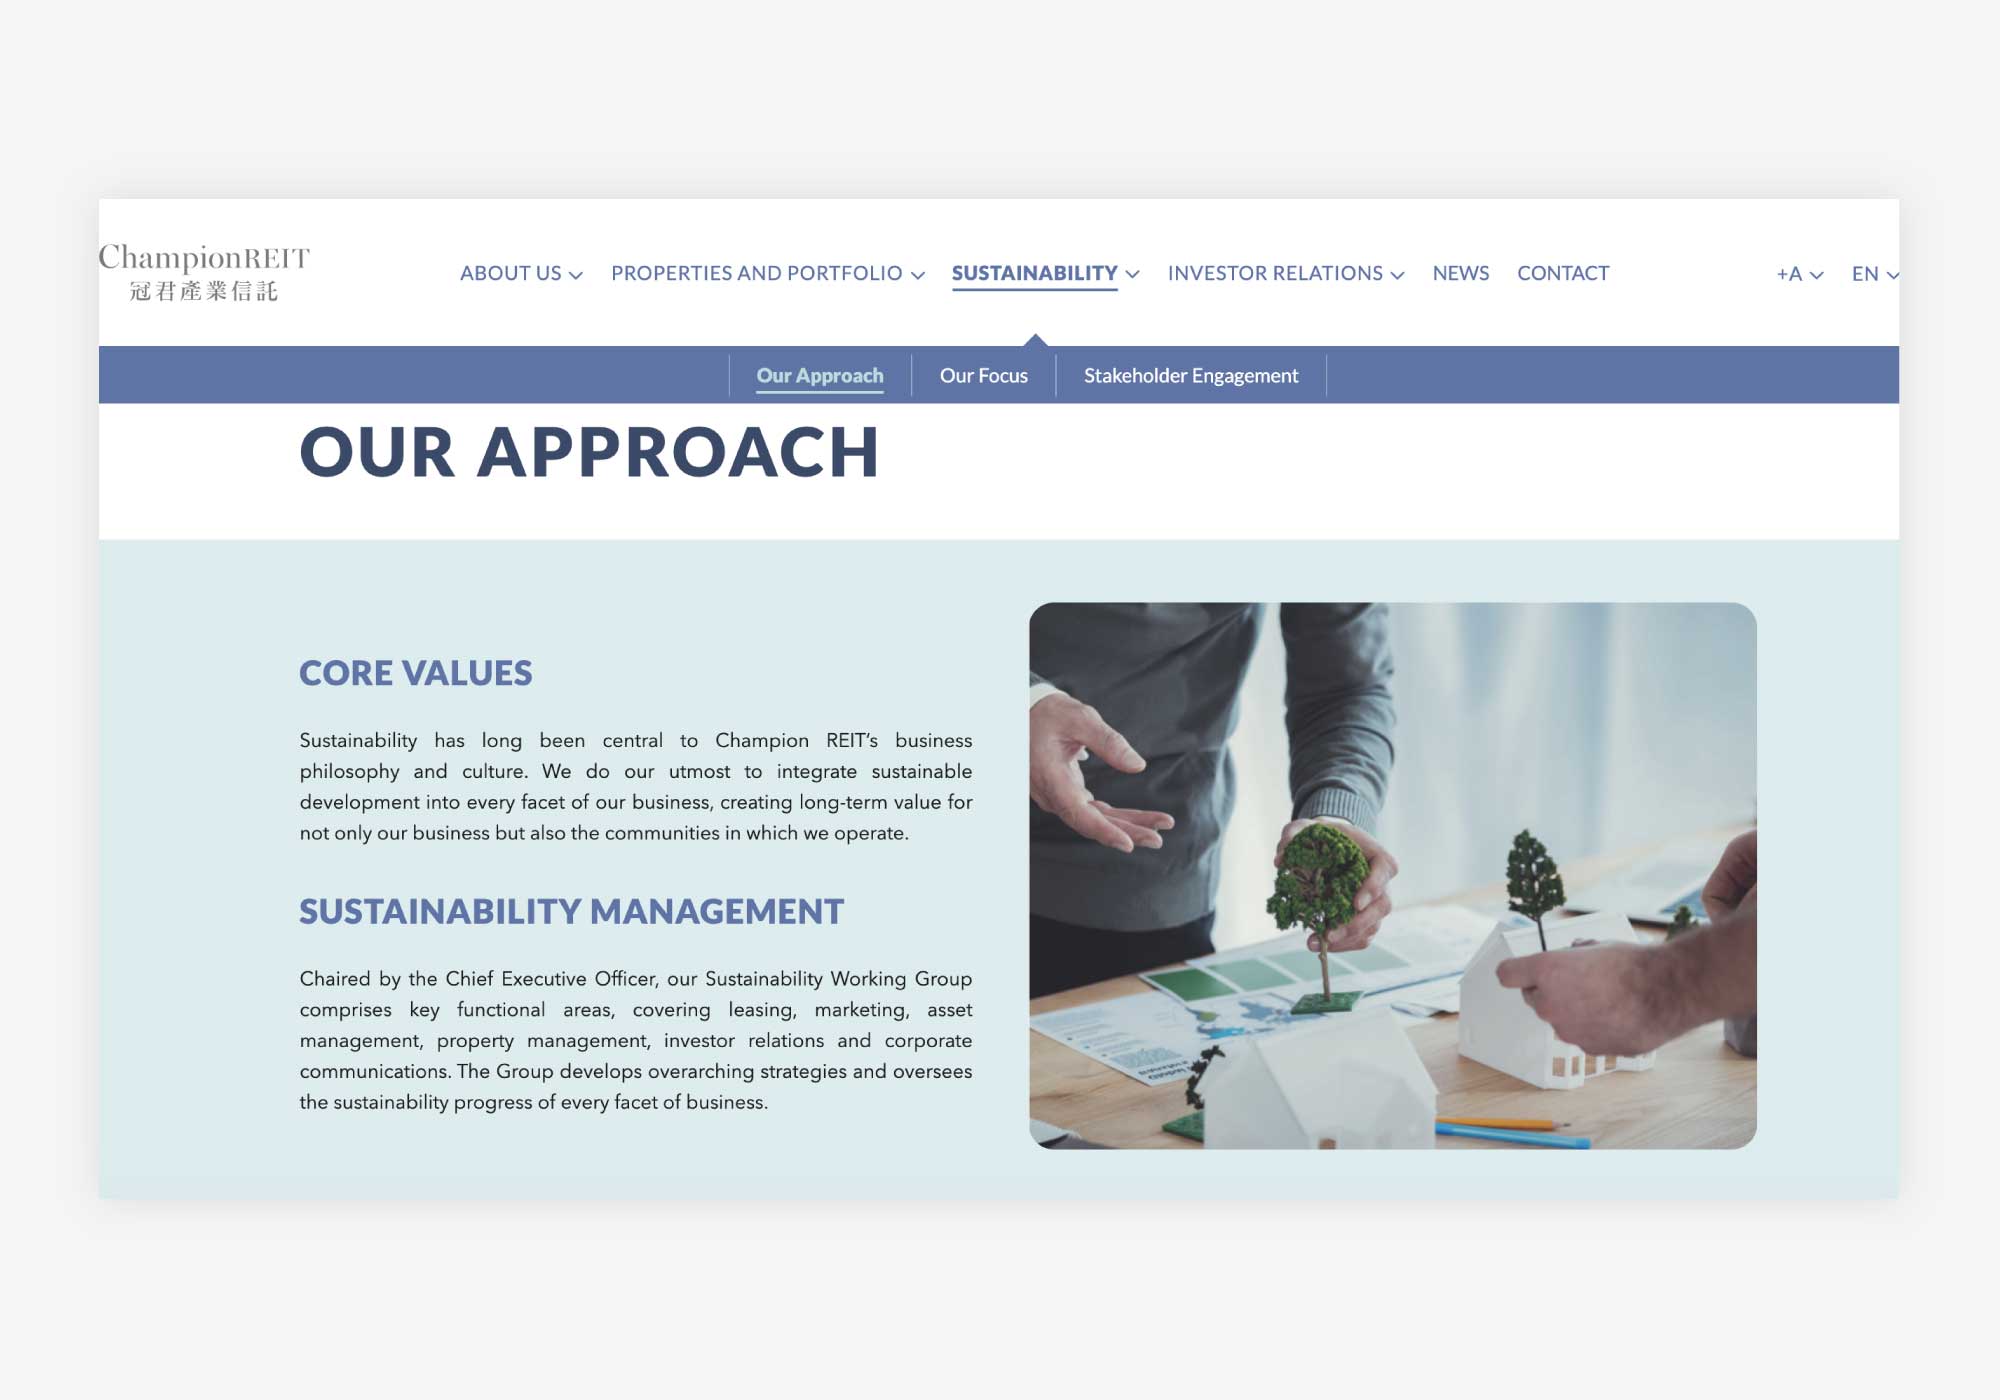 ChampionREIT
冠君產業信託
ABOUT US
PROPERTIES AND PORTFOLIO
SUSTAINABILITY
INVESTOR RELATIONS
NEWS
CONTACT
+A
EN
Our Approach
Our Focus
Stakeholder Engagement
OUR APPROACH
CORE VALUES
Sustainability has long been central to Champion REIT’s business
philosophy and culture. We do our utmost to integrate sustainable
development into every facet of our business, creating long-term value for
not only our business but also the communities in which we operate.
SUSTAINABILITY MANAGEMENT
Chaired by the Chief Executive Officer, our Sustainability Working Group
comprises key functional areas, covering leasing, marketing, asset
management, property management, investor relations and corporate
communications. The Group develops overarching strategies and oversees
the sustainability progress of every facet of business.